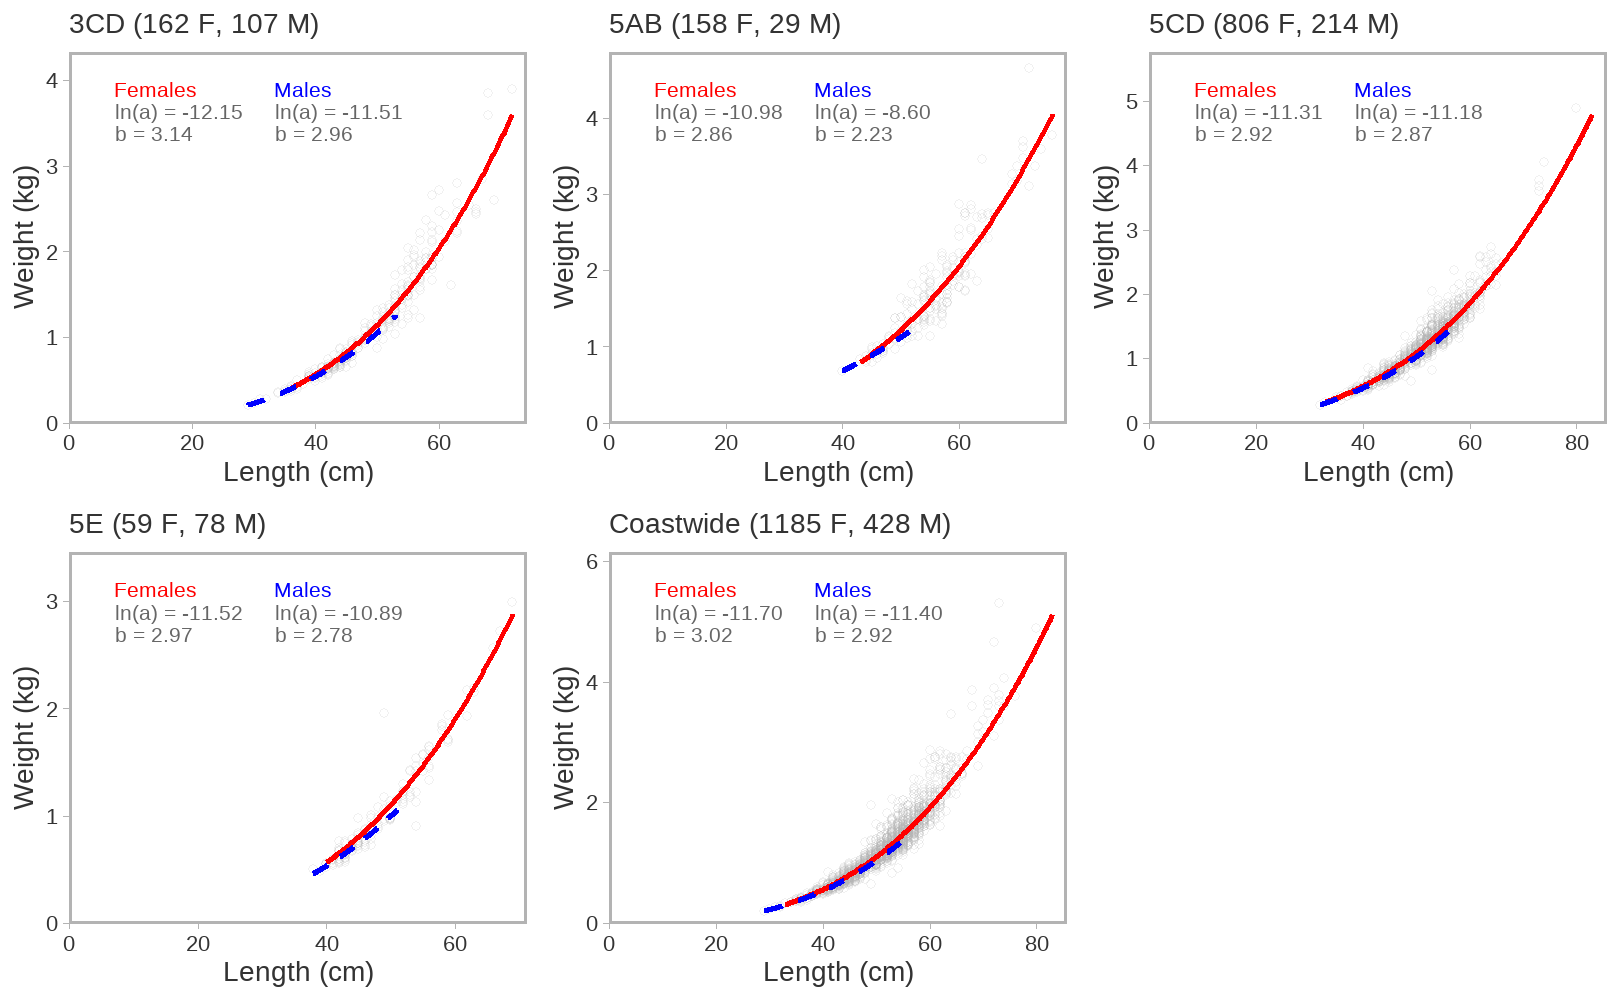 3CD (162 F, 107 M)
Females Males
ln(a) = -12.15 ln(a) = -11.51
b = 3.14 b = 2.96
4
3
2
1
0
0 20 40 60
Weight (kg)
Length (cm)
5AB (158 F, 29 M)
Females Males
ln(a) = -10.98 ln(a) = -8.60
b = 2.86 b = 2.23
4
3
2
1
0
0 20 40 60
Weight (kg)
Length (cm)
5CD (806 F, 214 M)
Females Males
ln(a) = -11.31 ln(a) = -11.18
b = 2.92 b = 2.87
5
4
3
2
1
0
0 20 40 60 80
Weight (kg)
Length (cm)
5E (59 F, 78 M)
Females Males
ln(a) = -11.52 ln(a) = -10.89
b = 2.97 b = 2.78
3
2
1
0
0 20 40 60
Weight (kg)
Length (cm)
Coastwide (1185 F, 428 M)
Females Males
ln(a) = -11.70 ln(a) = -11.40
b = 3.02 b = 2.92
6
4
2
0
0 20 40 60 80
Weight (kg)
Length (cm)